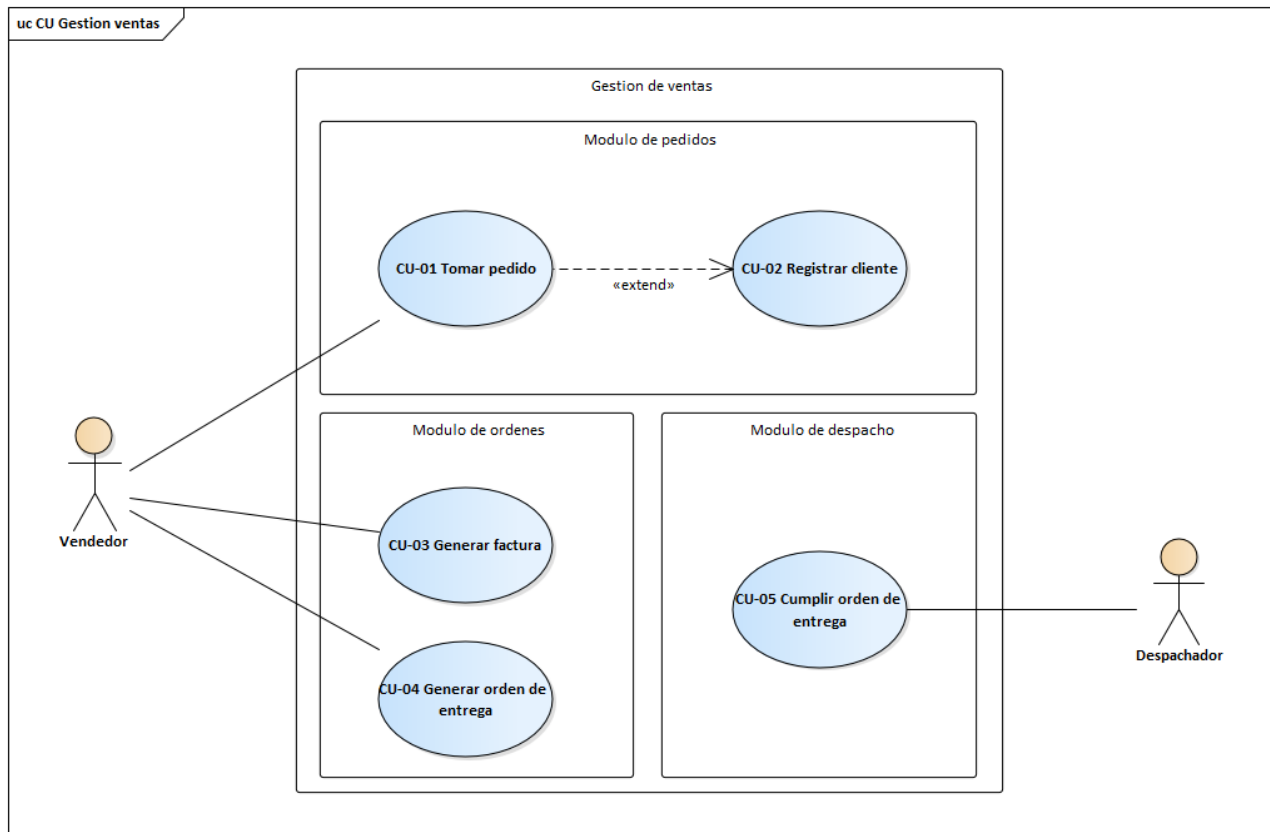 uc CU Gestion ventas
Gestion de ventas
Modulo de pedidos
CU-01 Tomar pedido
«extend»
CU-02 Registrar cliente
Modulo de ordenes
Modulo de despacho
Vendedor
CU-03 Generar factura
CU-05 Cumplir orden de
entrega
Despachador
CU-04 Generar orden de
entrega